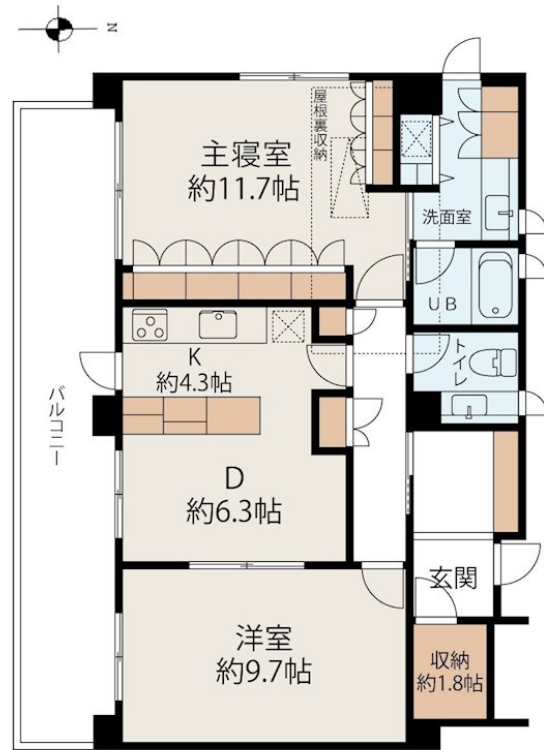 N
主寝室
約11.7帖
屋根裏収納
洗面室
UB
K
約4.3帖
トイレ
バルコニー
D
約6.3帖
玄関
洋室
約9.7帖
収納
約1.8帖